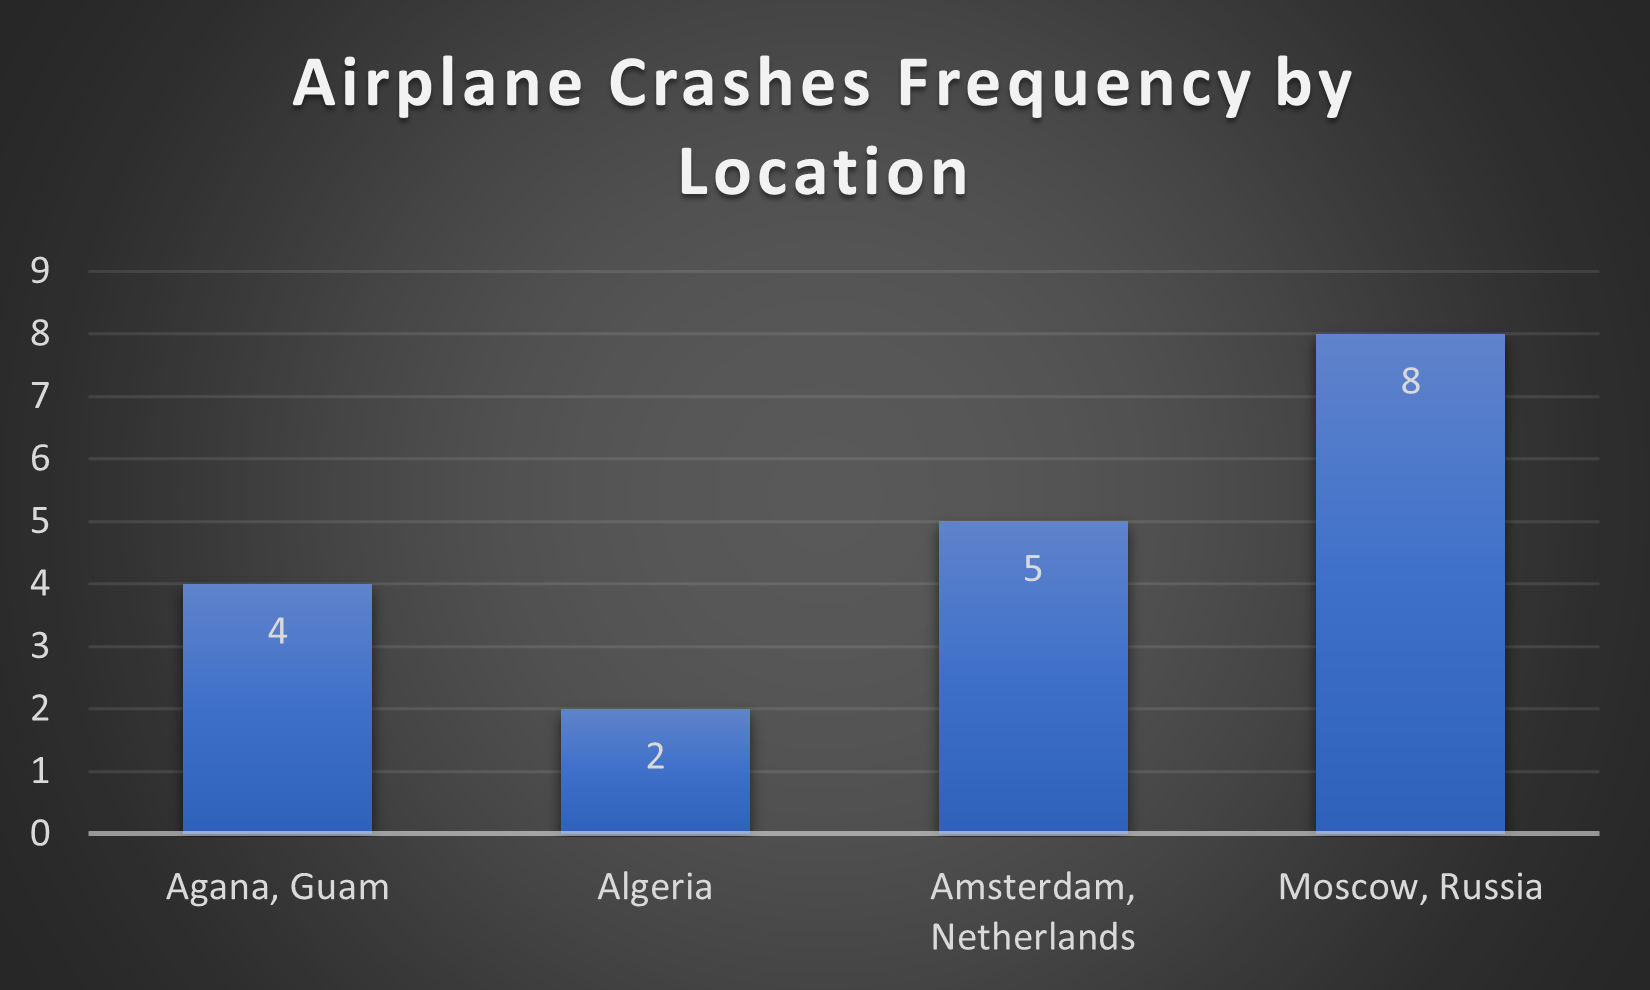 Airplane Crashes Frequency by
Location
9
8
7
6
5
4
3
2
1
0
4
2
5
8
Agana, Guam
Algeria
Amsterdam,
Netherlands
Moscow, Russia